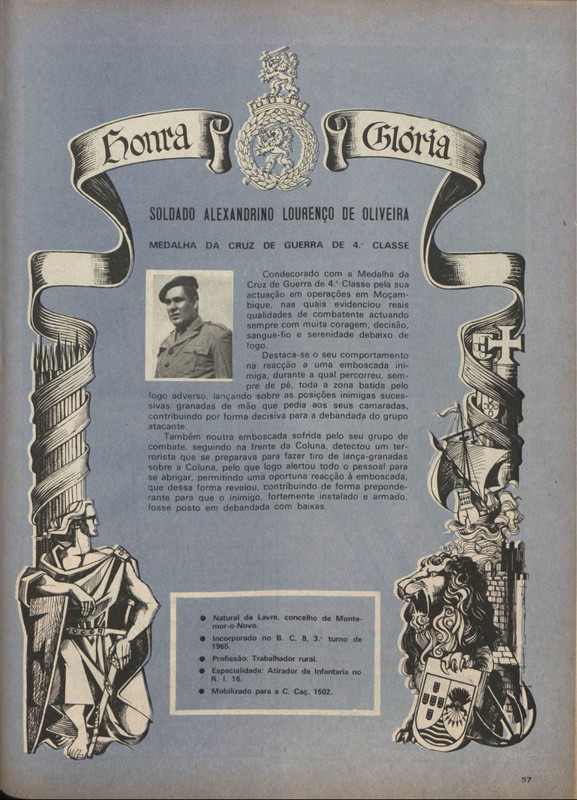 Honra
Glória
SOLDADO ALEXANDRINO LOURENÇO DE OLIVEIRA
MEDALHA DA CRUZ DE GUERRA DE 4.ª CLASSE
Condecorado com a Medalha da
Cruz de Guerra de 4.ª Classe pela sua
actuação em operações em Moçam-
bique, nas quais evidenciou reais
qualidades de combatente actuando
sempre com muita coragem, decisão,
sangue-fio e serenidade debaixo de
fogo.
Destaca-se o seu comportamento
na reacção a uma emboscada ini-
miga, durante a qual percorreu, sem-
pre de pé, toda a zona batida pelo
fogo adverso, lançando sobre as posições inimigas suces-
sivas granadas de mão que pedia aos seus camaradas,
contribuindo por forma decisiva para a debandada do grupo
atacante.
Também noutra emboscada sofrida pelo seu grupo de
combate, seguindo na frente da Coluna, detectou um ter-
rorista que se preparava para fazer tiro de lança-granadas
sobre a Coluna, pelo que logo alertou todo o pessoal para
se abrigar, permitindo uma oportuna reacção à emboscada,
que dessa forma revelou, contribuindo de forma preponde-
rante para que o inimigo, fortemente instalado e armado,
fosse posto em debandada com baixas.
● Natural de Lavre, concelho de Monte-
mor-o-Novo.
● Incorporado no B. C. 8, 3.º turno de
1965.
● Profissão: Trabalhador rural.
● Especialidade: Atirador de Infantaria no
R. I. 16.
● Mobilizado para a C. Caç. 1502.
57